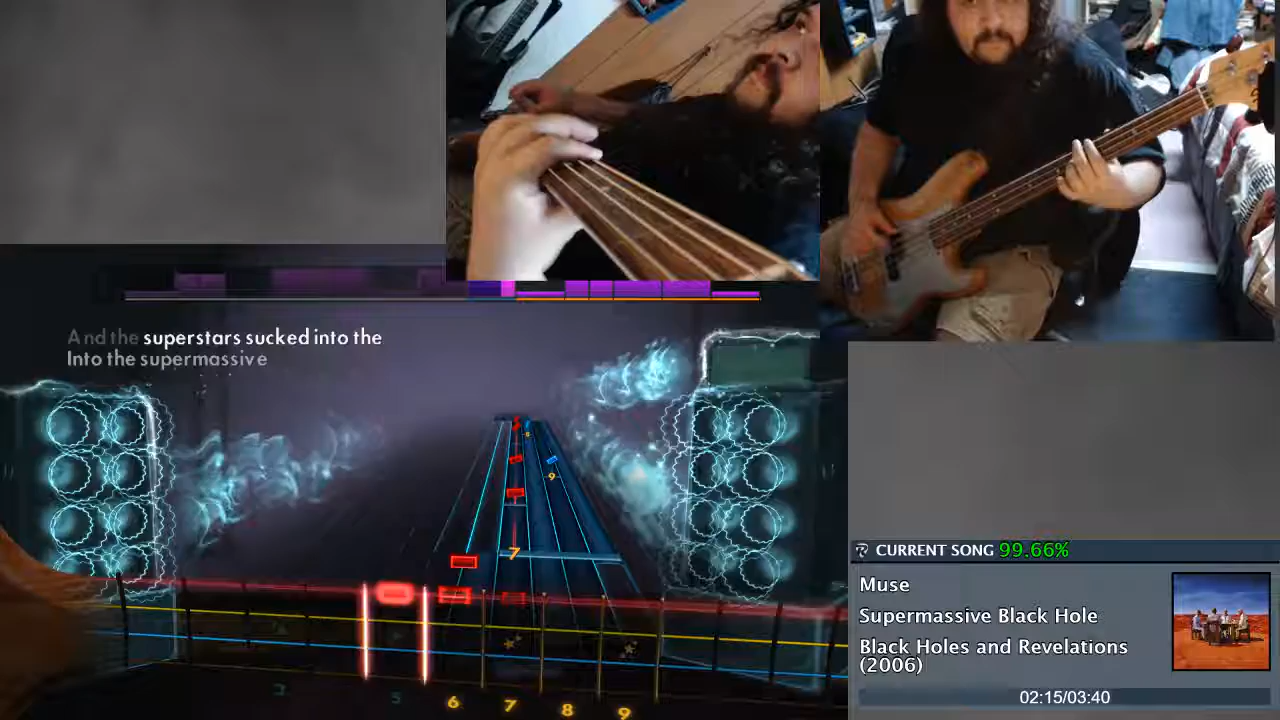 And the superstars sucked into the
Into the supermassive
9
7
5 6 7 8 9
CURRENT SONG 99.66%
Muse
Supermassive Black Hole
Black Holes and Revelations
(2006)
02:15/03:40